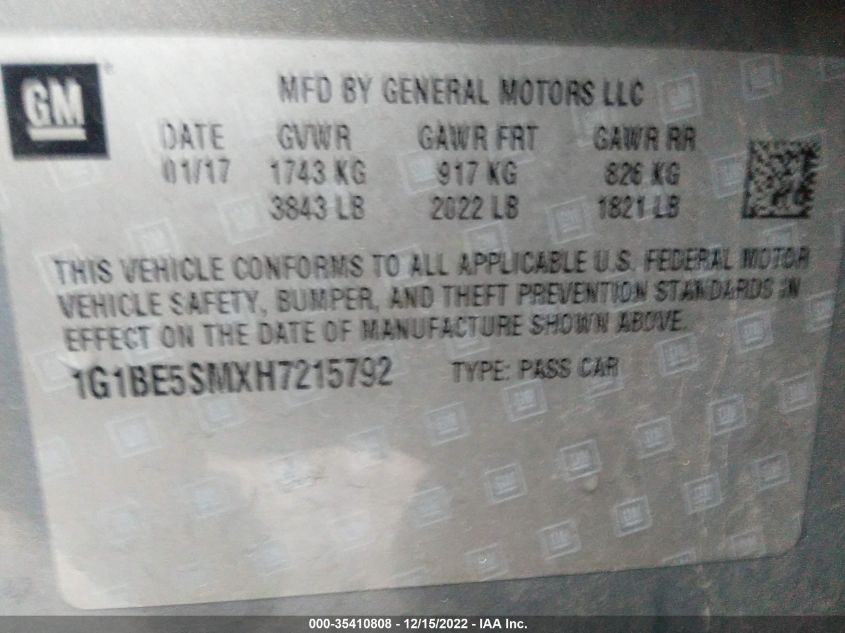 GM
MFD BY GENERAL MOTORS LLC
DATE GVWR GAWR FRT GAWR RR
01/17 1743 KG 917 KG 826 KG
3843 LB 2022 LB 1821 LB
THIS VEHICLE CONFORMS TO ALL APPLICABLE U.S. FEDERAL MOTOR
VEHICLE SAFETY, BUMPER, AND THEFT PREVENTION STANDARDS IN
EFFECT ON THE DATE OF MANUFACTURE SHOWN ABOVE.
1G1BE5SMXH7215792 TYPE: PASS CAR
000-35410808 - 12/15/2022 - IAA Inc.